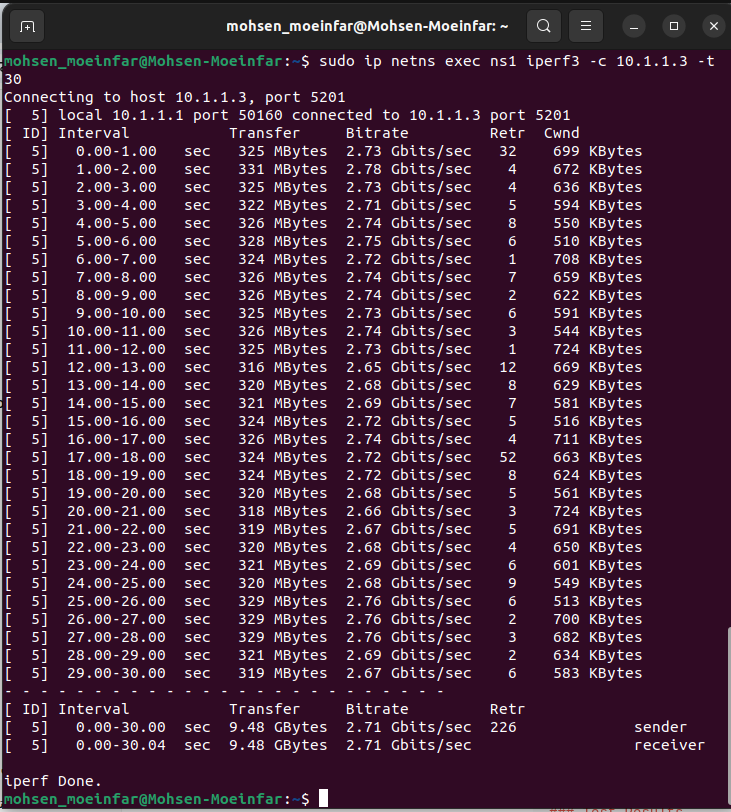 mohsen_moeinfar@Mohsen-Moeinfar: ~
mohsen_moeinfar@Mohsen-Moeinfar:~$ sudo ip netns exec ns1 iperf3 -c 10.1.1.3 -t
30
Connecting to host 10.1.1.3, port 5201
[  5] local 10.1.1.1 port 50160 connected to 10.1.1.3 port 5201
[ ID] Interval           Transfer     Bitrate         Retr  Cwnd
[  5]   0.00-1.00   sec   325 MBytes  2.73 Gbits/sec   32    699 KBytes
[  5]   1.00-2.00   sec   331 MBytes  2.78 Gbits/sec    4    672 KBytes
[  5]   2.00-3.00   sec   325 MBytes  2.73 Gbits/sec    4    636 KBytes
[  5]   3.00-4.00   sec   322 MBytes  2.71 Gbits/sec    5    594 KBytes
[  5]   4.00-5.00   sec   326 MBytes  2.74 Gbits/sec    8    550 KBytes
[  5]   5.00-6.00   sec   328 MBytes  2.75 Gbits/sec    6    510 KBytes
[  5]   6.00-7.00   sec   324 MBytes  2.72 Gbits/sec    1    708 KBytes
[  5]   7.00-8.00   sec   326 MBytes  2.74 Gbits/sec    7    659 KBytes
[  5]   8.00-9.00   sec   326 MBytes  2.74 Gbits/sec    2    622 KBytes
[  5]   9.00-10.00  sec   325 MBytes  2.73 Gbits/sec    6    591 KBytes
[  5]  10.00-11.00  sec   326 MBytes  2.74 Gbits/sec    3    544 KBytes
[  5]  11.00-12.00  sec   325 MBytes  2.73 Gbits/sec    1    724 KBytes
[  5]  12.00-13.00  sec   316 MBytes  2.65 Gbits/sec   12    669 KBytes
[  5]  13.00-14.00  sec   320 MBytes  2.68 Gbits/sec    8    629 KBytes
[  5]  14.00-15.00  sec   321 MBytes  2.69 Gbits/sec    7    581 KBytes
[  5]  15.00-16.00  sec   324 MBytes  2.72 Gbits/sec    5    516 KBytes
[  5]  16.00-17.00  sec   326 MBytes  2.74 Gbits/sec    4    711 KBytes
[  5]  17.00-18.00  sec   324 MBytes  2.72 Gbits/sec   52    663 KBytes
[  5]  18.00-19.00  sec   324 MBytes  2.72 Gbits/sec    8    624 KBytes
[  5]  19.00-20.00  sec   320 MBytes  2.68 Gbits/sec    5    561 KBytes
[  5]  20.00-21.00  sec   318 MBytes  2.66 Gbits/sec    3    724 KBytes
[  5]  21.00-22.00  sec   319 MBytes  2.67 Gbits/sec    5    691 KBytes
[  5]  22.00-23.00  sec   320 MBytes  2.68 Gbits/sec    4    650 KBytes
[  5]  23.00-24.00  sec   321 MBytes  2.69 Gbits/sec    6    601 KBytes
[  5]  24.00-25.00  sec   320 MBytes  2.68 Gbits/sec    9    549 KBytes
[  5]  25.00-26.00  sec   329 MBytes  2.76 Gbits/sec    6    513 KBytes
[  5]  26.00-27.00  sec   329 MBytes  2.76 Gbits/sec    2    700 KBytes
[  5]  27.00-28.00  sec   329 MBytes  2.76 Gbits/sec    3    682 KBytes
[  5]  28.00-29.00  sec   321 MBytes  2.69 Gbits/sec    2    634 KBytes
[  5]  29.00-30.00  sec   319 MBytes  2.67 Gbits/sec    6    583 KBytes
- - - - - - - - - - - - - - - - - - - - - - - - -
[ ID] Interval           Transfer     Bitrate         Retr
[  5]   0.00-30.00  sec  9.48 GBytes  2.71 Gbits/sec  226             sender
[  5]   0.00-30.04  sec  9.48 GBytes  2.71 Gbits/sec                  receiver

iperf Done.
mohsen_moeinfar@Mohsen-Moeinfar:~$